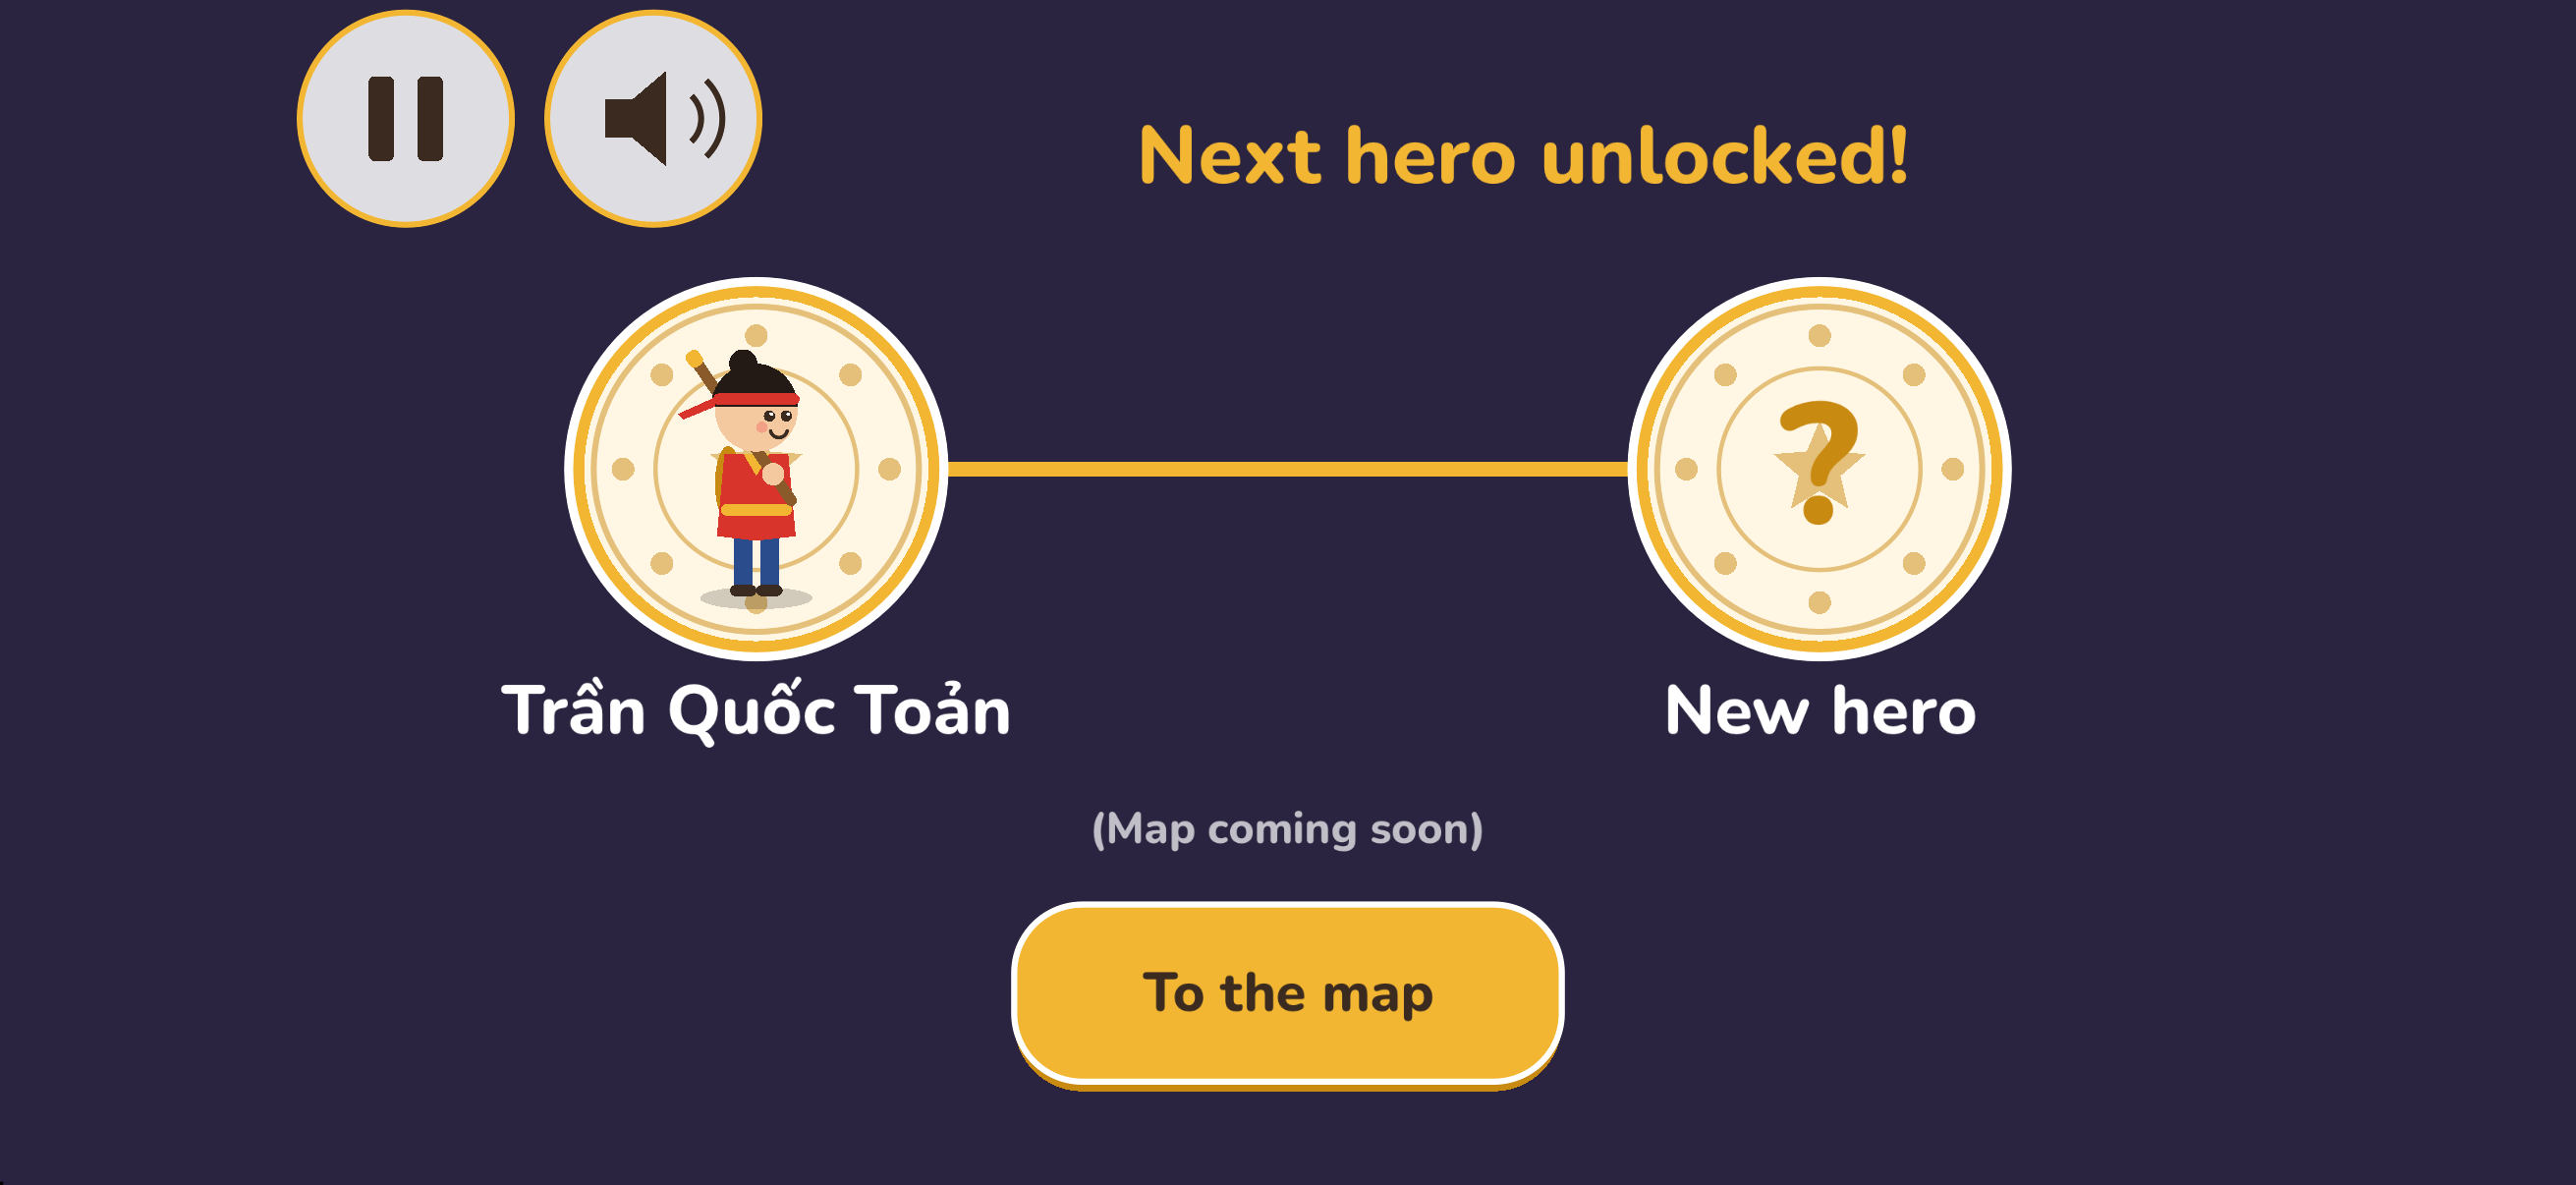 Next hero unlocked!
?
Trần Quốc Toản
New hero
(Map coming soon)
To the map